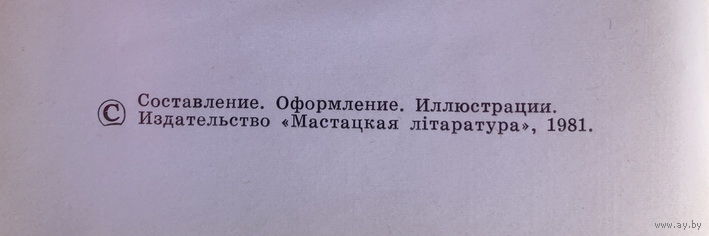 © Составление. Оформление. Иллюстрации.
Издательство «Мастацкая літаратура», 1981.
www.ay.by